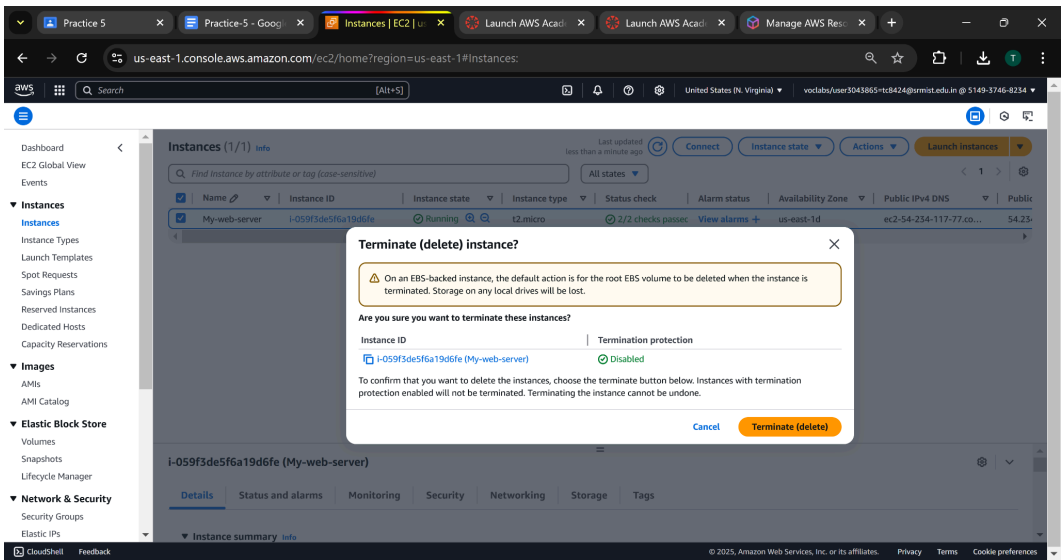 Practice 5
Practice-5 - Googl
Instances | EC2 | us
Launch AWS Acade
Launch AWS Acade
Manage AWS Reso
us-east-1.console.aws.amazon.com/ec2/home?region=us-east-1#Instances:
T
aws
Search
[Alt+S]
United States (N. Virginia)
voclabs/user3043865=tc8424@srmist.edu.in @ 5149-3746-8234
Dashboard
EC2 Global View
Events
Instances
Instances
Instance Types
Launch Templates
Spot Requests
Savings Plans
Reserved Instances
Dedicated Hosts
Capacity Reservations
Images
AMIs
AMI Catalog
Elastic Block Store
Volumes
Snapshots
Lifecycle Manager
Network & Security
Security Groups
Elastic IPs
Instances (1/1) Info
Last updated
less than a minute ago
Connect
Instance state
Actions
Launch instances
Find Instance by attribute or tag (case-sensitive)
All states
1
Name Instance ID Instance state Instance type Status check Alarm status Availability Zone Public IPv4 DNS Public
My-web-server i-059f3de5f6a19d6fe Running t2.micro 2/2 checks passec View alarms + us-east-1d ec2-54-234-117-77.co... 54.234
Terminate (delete) instance?
On an EBS-backed instance, the default action is for the root EBS volume to be deleted when the instance is
terminated. Storage on any local drives will be lost.
Are you sure you want to terminate these instances?
Instance ID Termination protection
i-059f3de5f6a19d6fe (My-web-server) Disabled
To confirm that you want to delete the instances, choose the terminate button below. Instances with termination
protection enabled will not be terminated. Terminating the instance cannot be undone.
Cancel Terminate (delete)
i-059f3de5f6a19d6fe (My-web-server)
Details Status and alarms Monitoring Security Networking Storage Tags
Instance summary Info
CloudShell Feedback
© 2025, Amazon Web Services, Inc. or its affiliates. Privacy Terms Cookie preferences